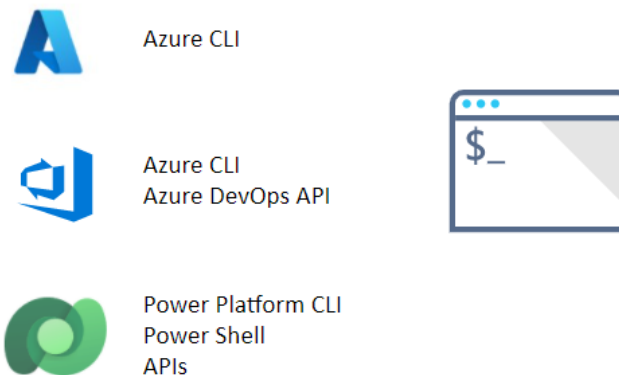 Azure CLI
$_
Azure CLI
Azure DevOps API
Power Platform CLI
Power Shell
APIs